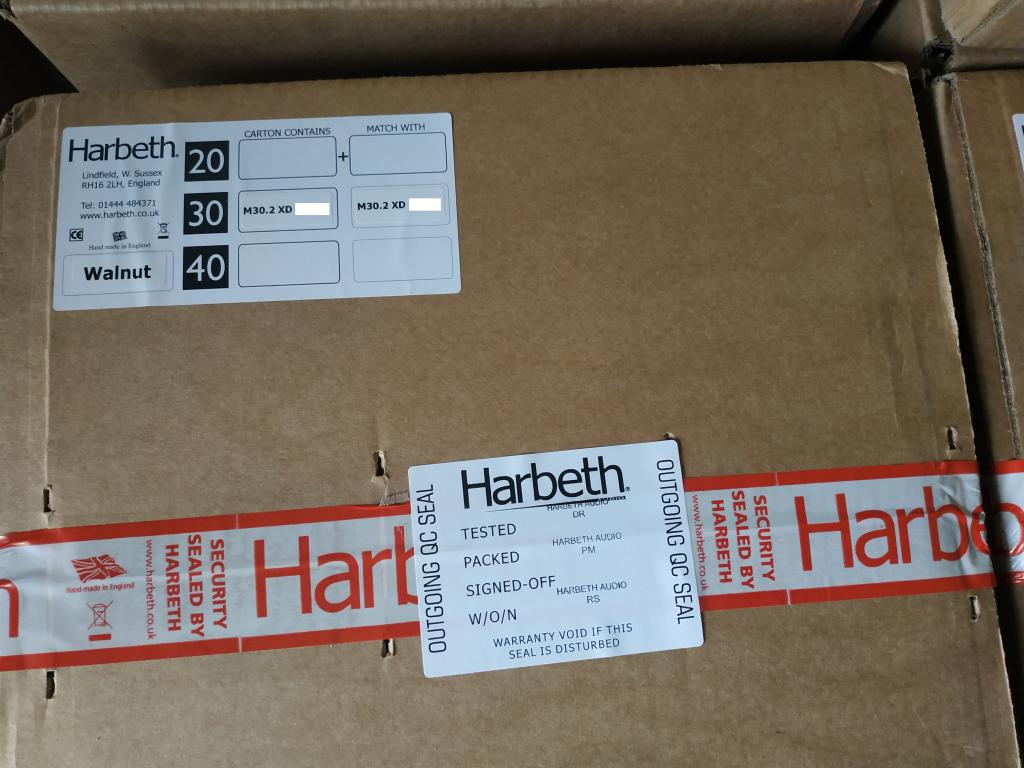 Harbeth.
Lindfield, W. Sussex
RH16 2LH, England
Tel: 01444 484371
www.harbeth.co.uk
CE
Hand made in England
Walnut
CARTON CONTAINS MATCH WITH
20 +
30 M30.2 XD M30.2 XD
40
Hand-made in England
www.harbeth.co.uk
SECURITY
SEALED BY
HARBETH
Harb
OUTGOING QC SEAL
Harbeth®
AUDIO
HARBETH AUDIO
DR
TESTED
HARBETH AUDIO
PM
PACKED
SIGNED-OFF HARBETH AUDIO
RS
W/O/N
WARRANTY VOID IF THIS
SEAL IS DISTURBED
OUTGOING QC SEAL
www.harbeth.co.uk
SECURITY
SEALED BY
HARBETH
Harbe